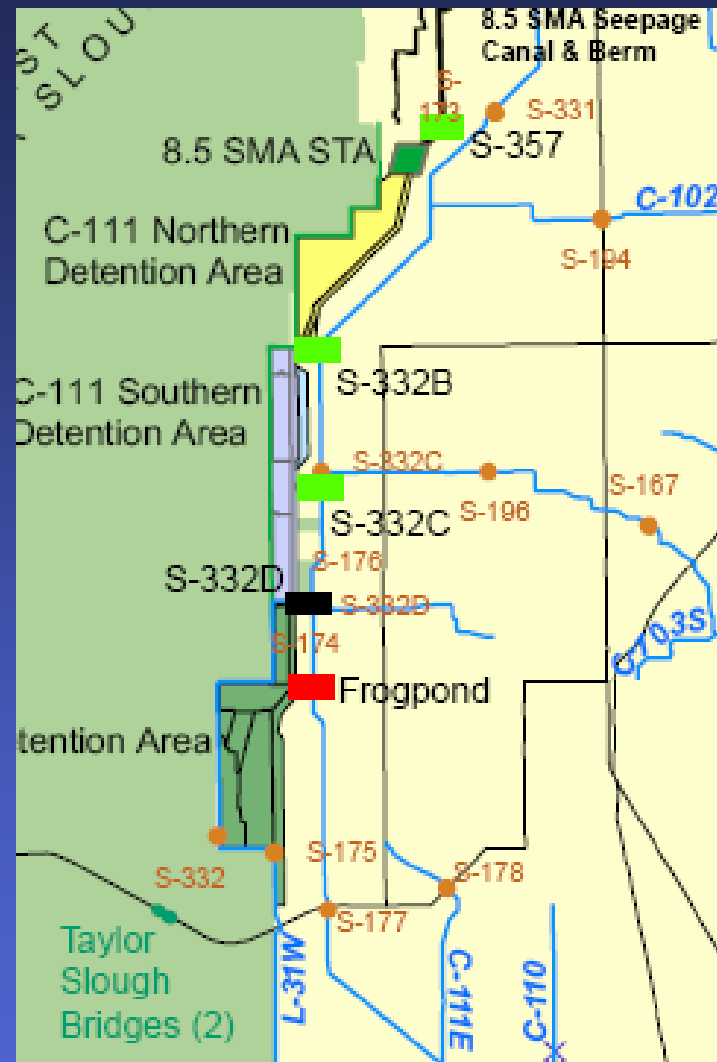 ST
SLOU
8.5 SMA Seepage
Canal & Berm
S-
173
S-331
S-357
8.5 SMA STA
C-102
C-111 Northern
Detention Area
S-194
S-332B
C-111 Southern
Detention Area
S-332C
S-196
S-167
S-332C
S-176
S-332D
S-332D
S-174
C-103S
Frogpond
tention Area
S-175
S-178
S-332
S-177
Taylor
Slough
Bridges (2)
L-31W
C-111E
C-110